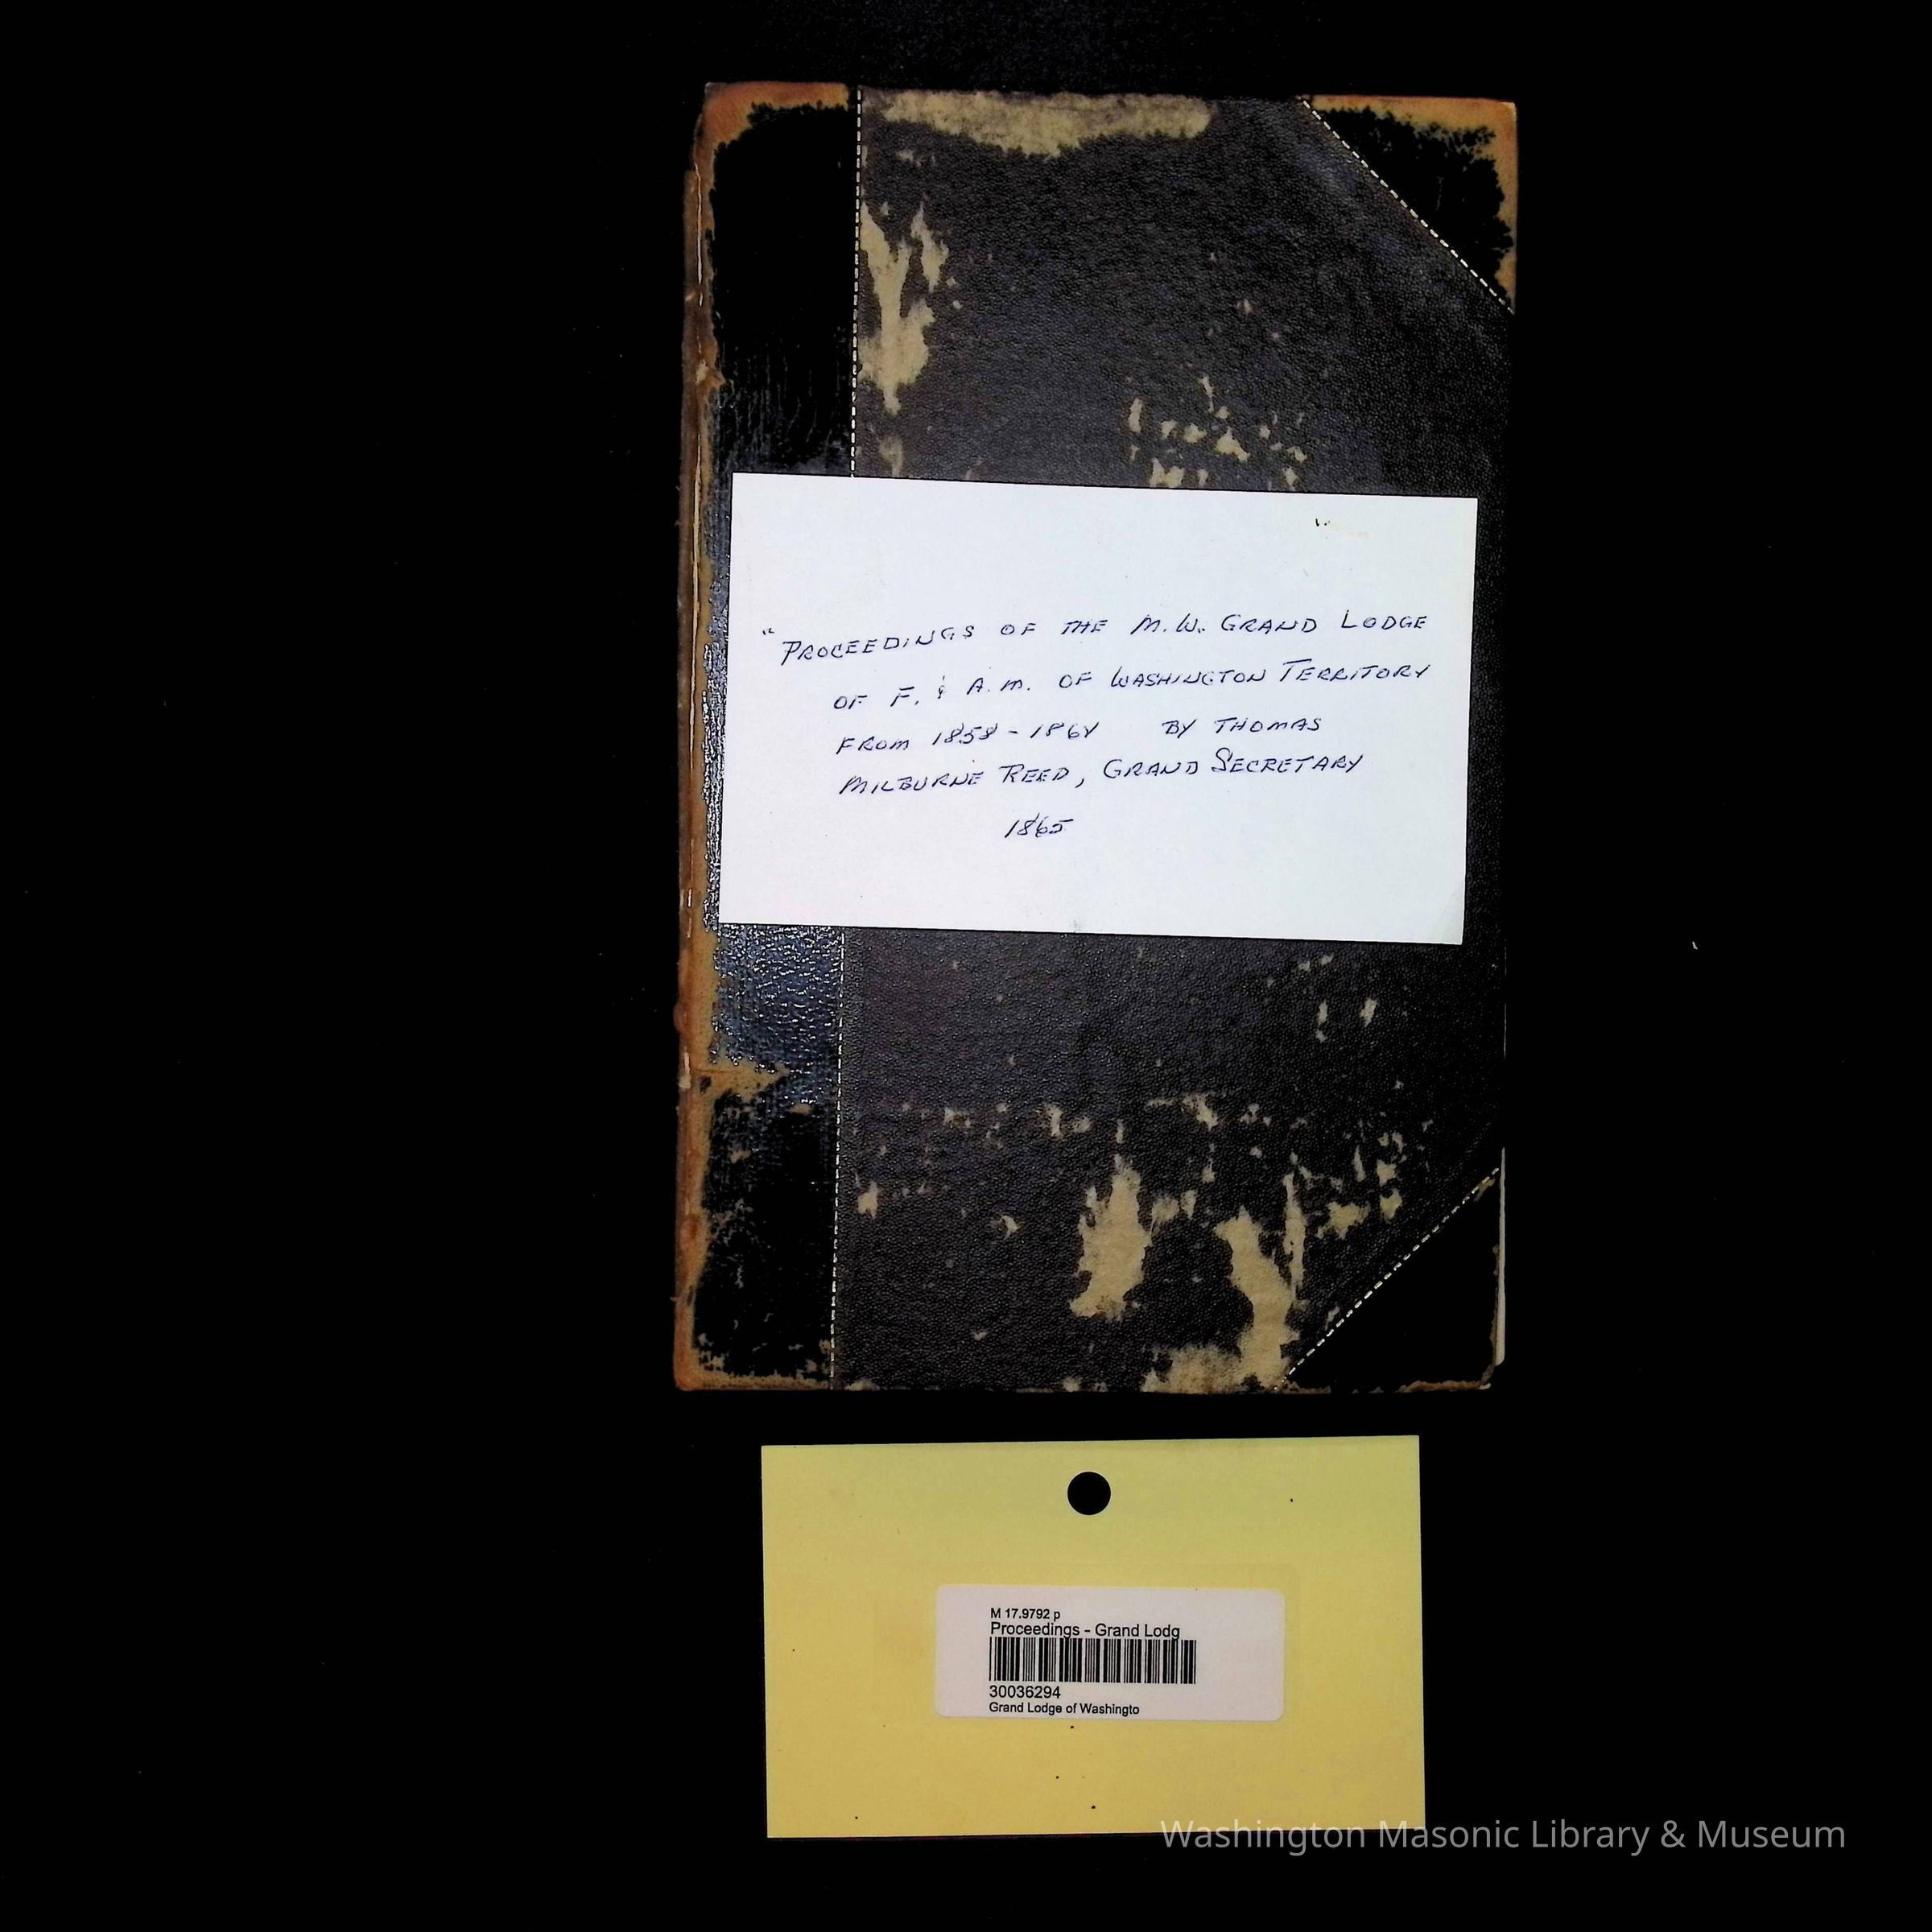 "PROCEEDINGS OF THE M.W. GRAND LODGE
OF F. & A.M. OF WASHINGTON TERRITORY
FROM 1858 - 1864 BY THOMAS
MILBURNE REED, GRAND SECRETARY
1865
M 17.9792 p
Proceedings - Grand Lodg
30036294
Grand Lodge of Washingto
Washington Masonic Library & Museum